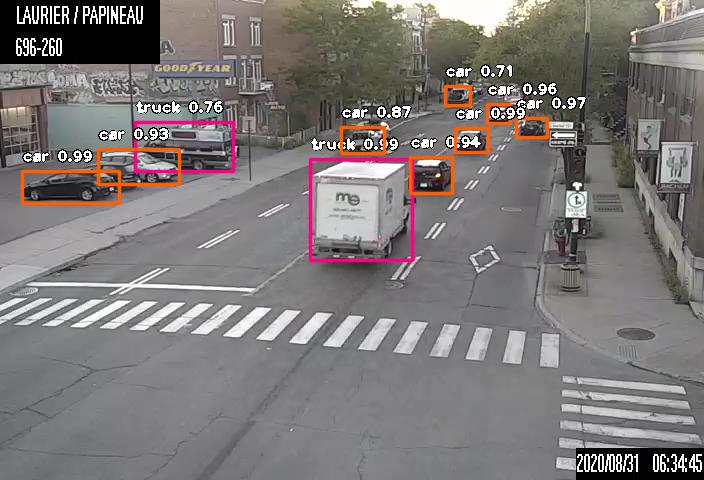 LAURIER / PAPINEAU
696-260
GOODYEAR
car 0.71
car 0.96
car 0.97
car 0.99
truck 0.76
car 0.87
car 0.93
truck 0.99
car 0.94
car 0.99
me
2020/08/31 06:34:45